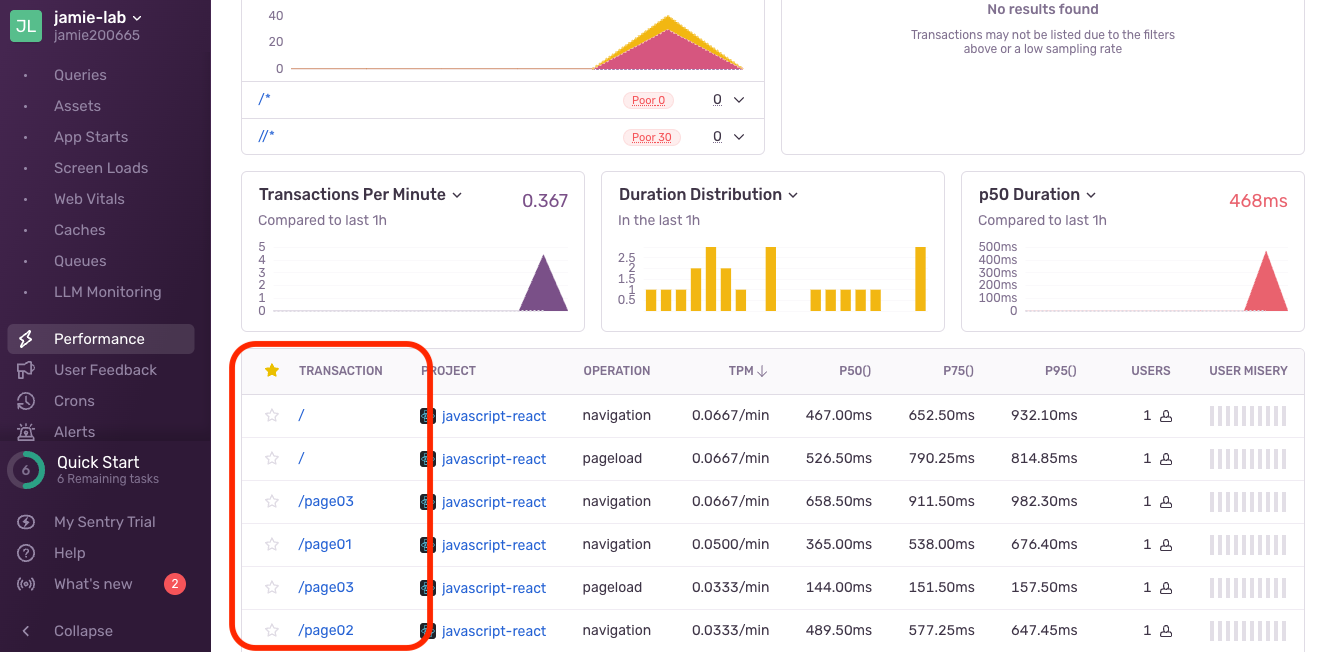 JL
jamie-lab
jamie200665
Queries
Assets
App Starts
Screen Loads
Web Vitals
Caches
Queues
LLM Monitoring
Performance
User Feedback
Crons
Alerts
6
Quick Start
6 Remaining tasks
My Sentry Trial
Help
What's new
2
Collapse
40
20
0
/*
Poor 0
0
//*
Poor 30
0
No results found
Transactions may not be listed due to the filters
above or a low sampling rate
Transactions Per Minute
0.367
Compared to last 1h
5
4
3
2
1
0
Duration Distribution
In the last 1h
2.5
2
1.5
1
0.5
p50 Duration
468ms
Compared to last 1h
500ms
400ms
300ms
200ms
100ms
0
TRANSACTION PROJECT OPERATION TPM P50() P75() P95() USERS USER MISERY
/ javascript-react navigation 0.0667/min 467.00ms 652.50ms 932.10ms 1
/ javascript-react pageload 0.0667/min 526.50ms 790.25ms 814.85ms 1
/page03 javascript-react navigation 0.0667/min 658.50ms 911.50ms 982.30ms 1
/page01 javascript-react navigation 0.0500/min 365.00ms 538.00ms 676.40ms 1
/page03 javascript-react pageload 0.0333/min 144.00ms 151.50ms 157.50ms 1
/page02 javascript-react navigation 0.0333/min 489.50ms 577.25ms 647.45ms 1